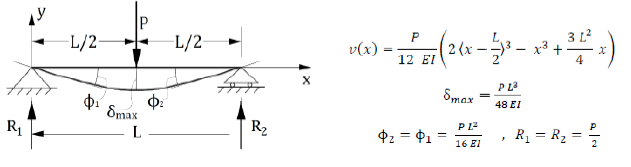 y
P
L/2
L/2
x
ϕ₁
δmax
ϕ₂
R₁
L
R₂
v(x) = P / 12 EI (2 ⟨x − L/2⟩³ − x³ + 3 L²/4 x)
δmax = P L³ / 48 EI
ϕ₂ = ϕ₁ = P L² / 16 EI , R₁ = R₂ = P/2